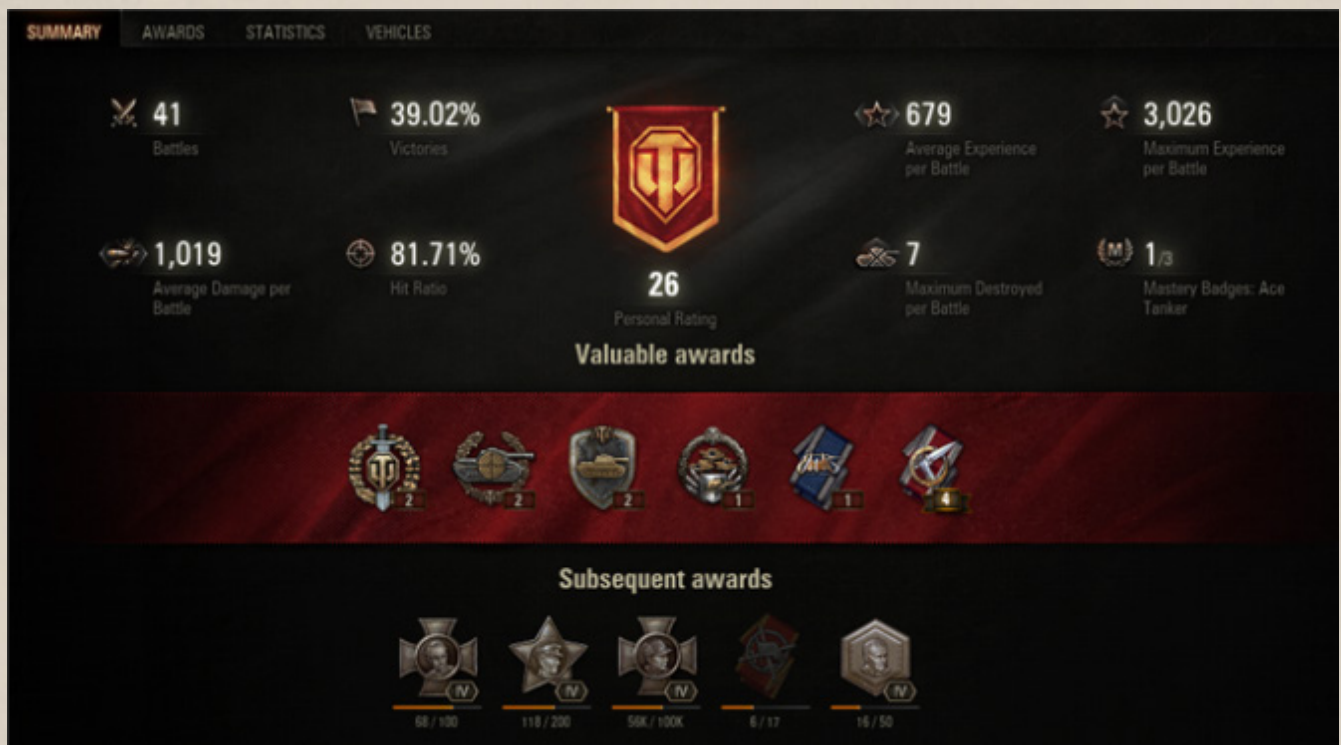 SUMMARY AWARDS STATISTICS VEHICLES
41 39.02% 679 3,026
Battles Victories Average Experience Maximum Experience
per Battle per Battle
1,019 81.71% 7 1/3
Average Damage per Hit Ratio Maximum Destroyed Mastery Badges: Ace
Battle per Battle Tanker
26
Personal Rating
Valuable awards
2 2 2 1 1 4
Subsequent awards
IV IV IV IV
68 / 100 118 / 200 56K / 100K 6 / 17 16 / 50